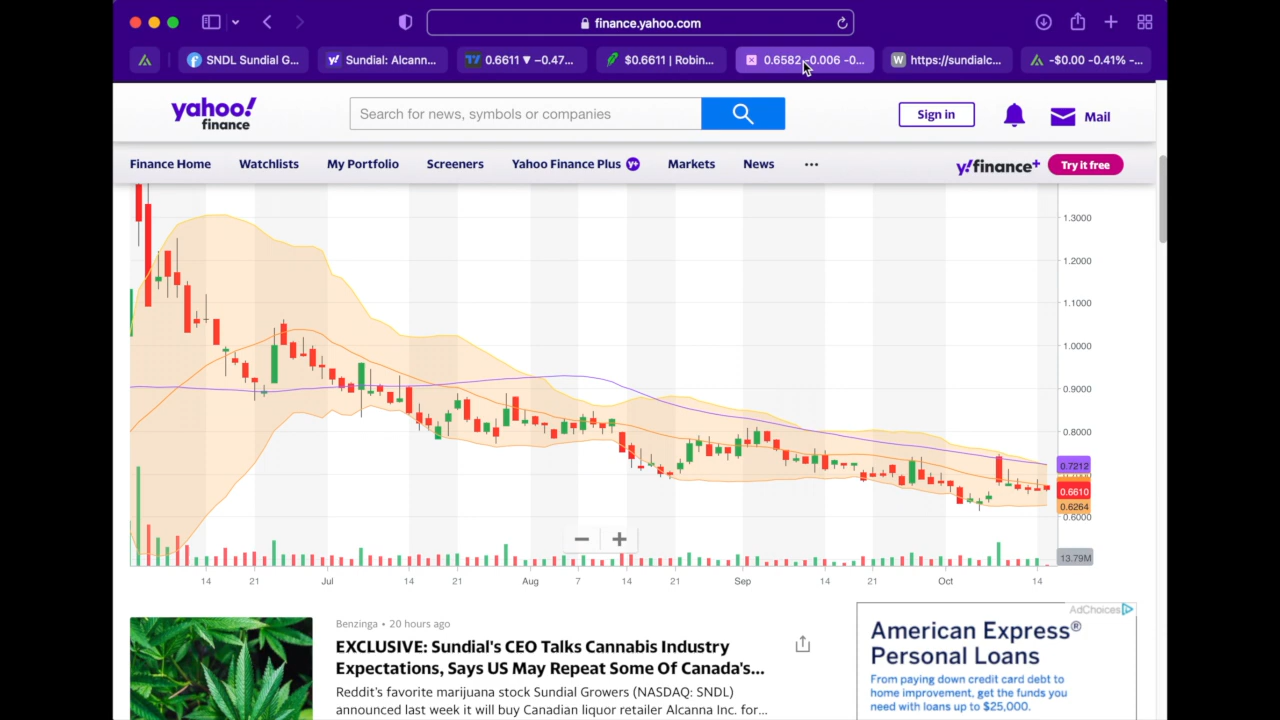 finance.yahoo.com
SNDL Sundial G...
Sundial: Alcann...
0.6611 ▼ −0.47...
$0.6611 | Robin...
0.6582 -0.006 -0...
https://sundialc...
-$0.00 -0.41% -...
yahoo!
finance
Search for news, symbols or companies
Sign in
Mail
Finance Home
Watchlists
My Portfolio
Screeners
Yahoo Finance Plus
Markets
News
...
y!finance+
Try it free
1.3000
1.2000
1.1000
1.0000
0.9000
0.8000
0.7212
0.6610
0.6264
0.6000
13.79M
14
21
Jul
14
21
Aug
7
14
21
Sep
14
21
Oct
14
Benzinga • 20 hours ago
EXCLUSIVE: Sundial's CEO Talks Cannabis Industry
Expectations, Says US May Repeat Some Of Canada's...
Reddit's favorite marijuana stock Sundial Growers (NASDAQ: SNDL)
announced last week it will buy Canadian liquor retailer Alcanna Inc. for...
AdChoices
American Express®
Personal Loans
From paying down credit card debt to
home improvement, get the funds you
need with loans up to $25,000.